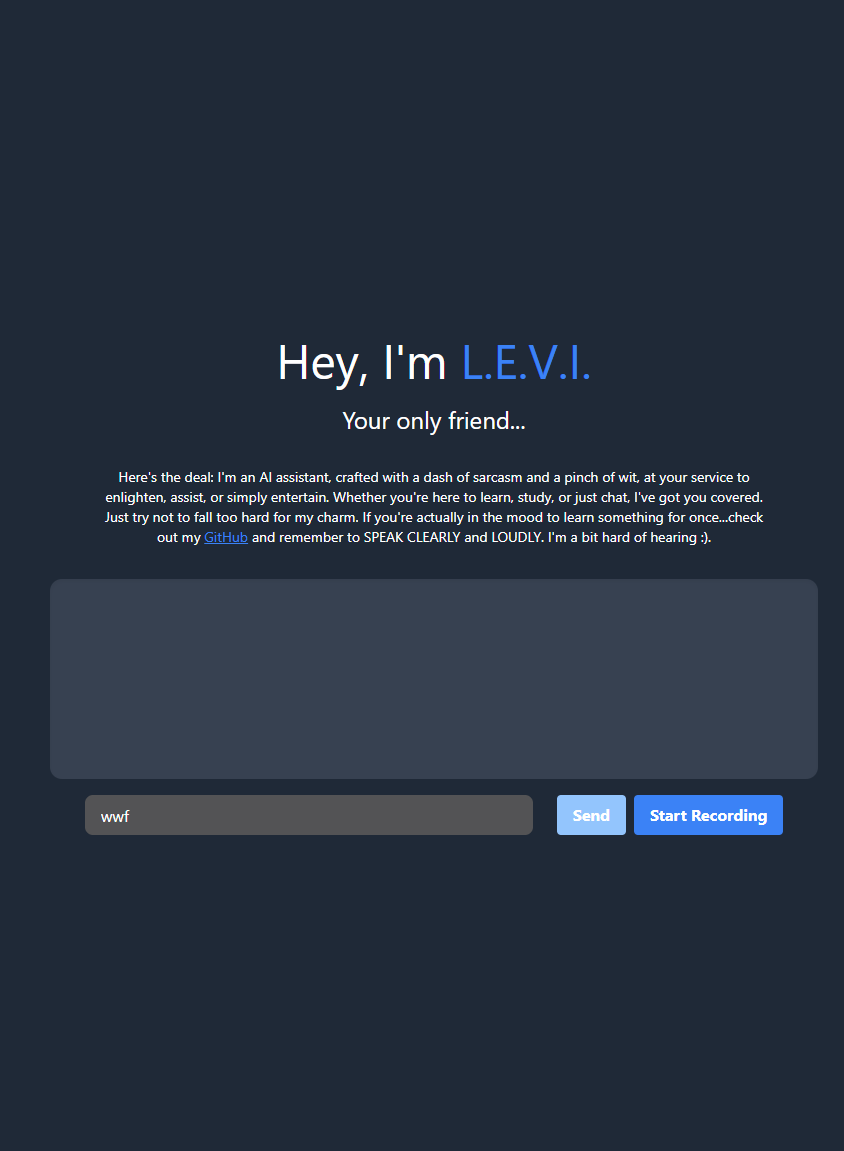 Hey, I'm L.E.V.I.
Your only friend...
Here's the deal: I'm an AI assistant, crafted with a dash of sarcasm and a pinch of wit, at your service to
enlighten, assist, or simply entertain. Whether you're here to learn, study, or just chat, I've got you covered.
Just try not to fall too hard for my charm. If you're actually in the mood to learn something for once...check
out my GitHub and remember to SPEAK CLEARLY and LOUDLY. I'm a bit hard of hearing :).
wwf
Send
Start Recording